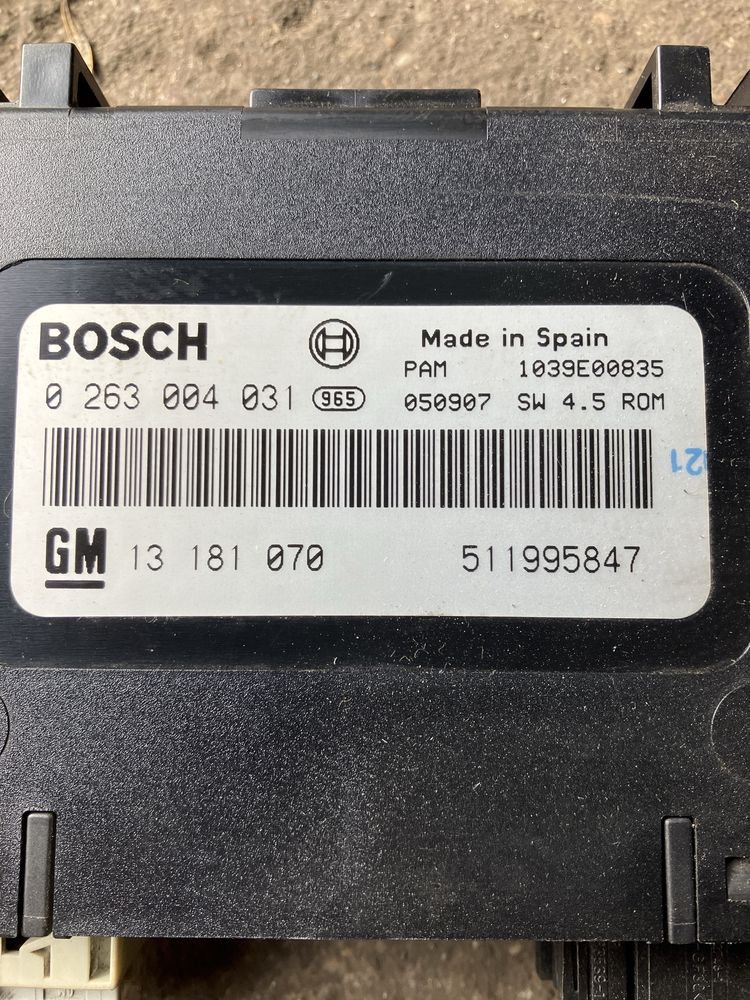 BOSCH Made in Spain
PAM 1039E00835
0 263 004 031 965 050907 SW 4.5 ROM
GM 13 181 070 511995847